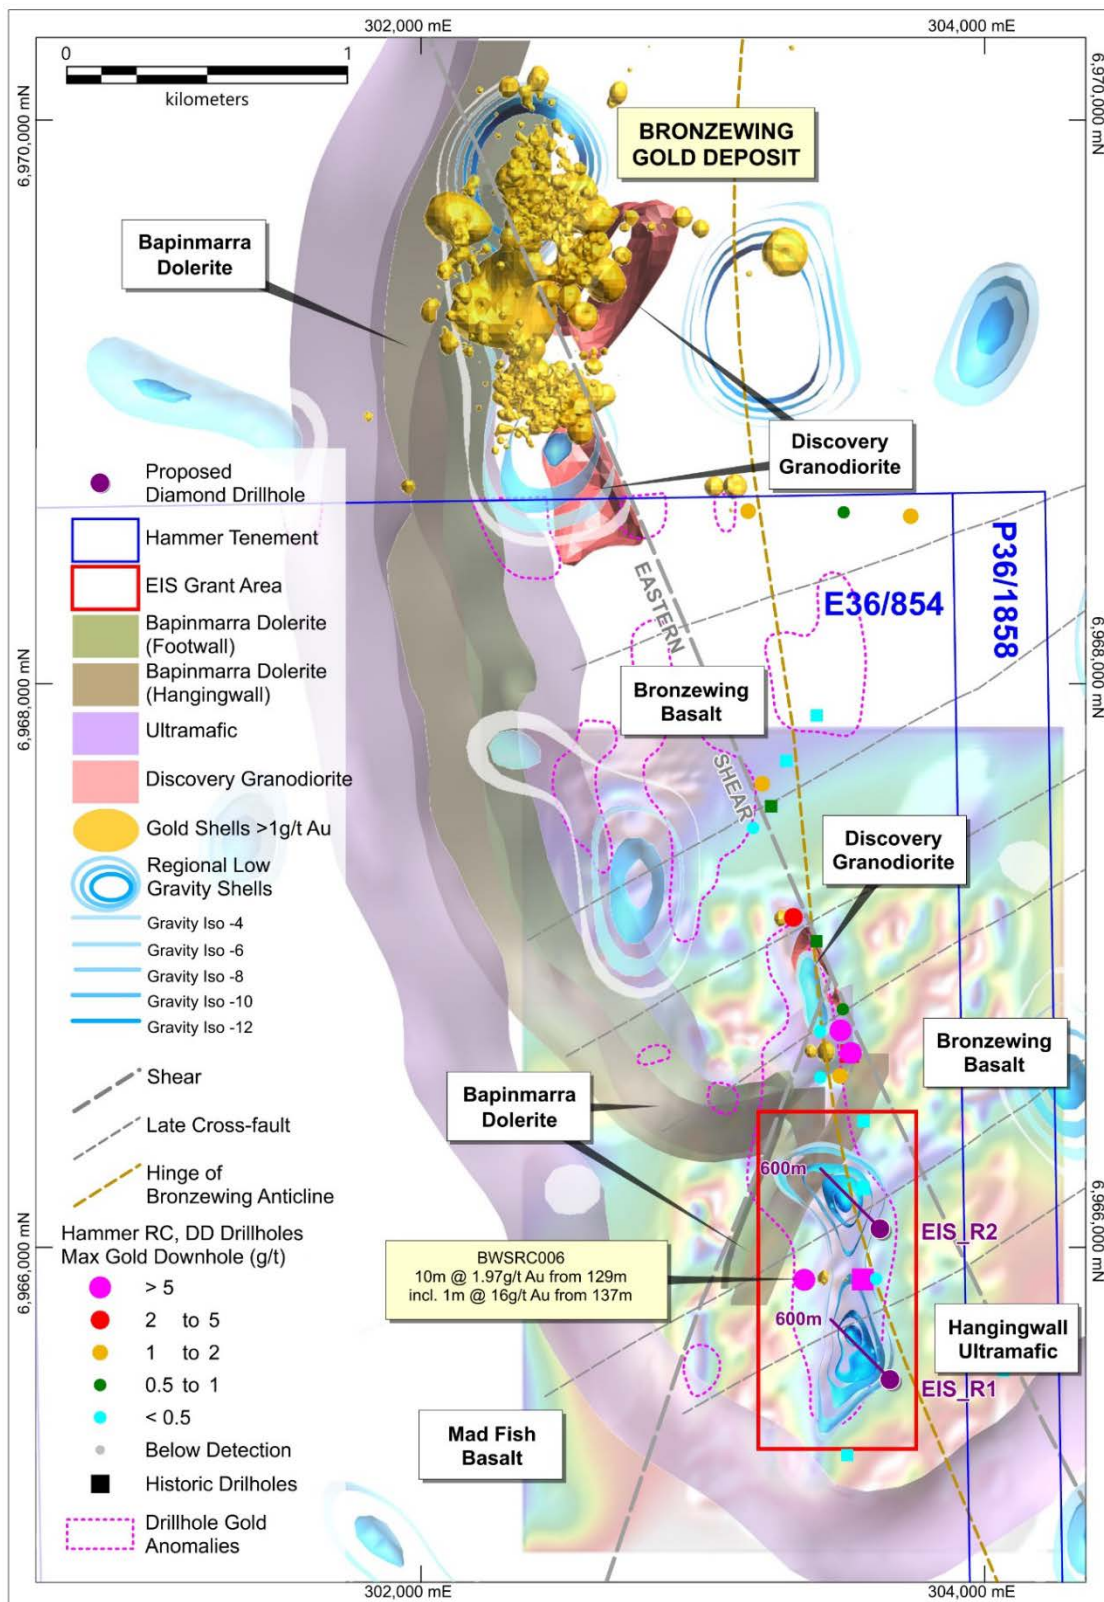 302,000 mE
304,000 mE
0
1
kilometers
6,970,000 mN
6,970,000 mN
BRONZEWING
GOLD DEPOSIT
Bapinmarra
Dolerite
Discovery
Granodiorite
Proposed
Diamond Drillhole
Hammer Tenement
EIS Grant Area
Bapinmarra Dolerite
(Footwall)
Bapinmarra Dolerite
(Hangingwall)
Ultramafic
Discovery Granodiorite
Gold Shells >1g/t Au
Regional Low
Gravity Shells
Gravity Iso -4
Gravity Iso -6
Gravity Iso -8
Gravity Iso -10
Gravity Iso -12
Shear
Late Cross-fault
Hinge of
Bronzewing Anticline
Hammer RC, DD Drillholes
Max Gold Downhole (g/t)
> 5
2 to 5
1 to 2
0.5 to 1
< 0.5
Below Detection
Historic Drilholes
Drillhole Gold
Anomalies
EASTERN
SHEAR
E36/854
P36/1858
6,968,000 mN
6,968,000 mN
Bronzewing
Basalt
Discovery
Granodiorite
Bronzewing
Basalt
Bapinmarra
Dolerite
600m
EIS_R2
6,966,000 mN
6,966,000 mN
BWSRC006
10m @ 1.97g/t Au from 129m
incl. 1m @ 16g/t Au from 137m
600m
EIS_R1
Hangingwall
Ultramafic
Mad Fish
Basalt
302,000 mE
304,000 mE